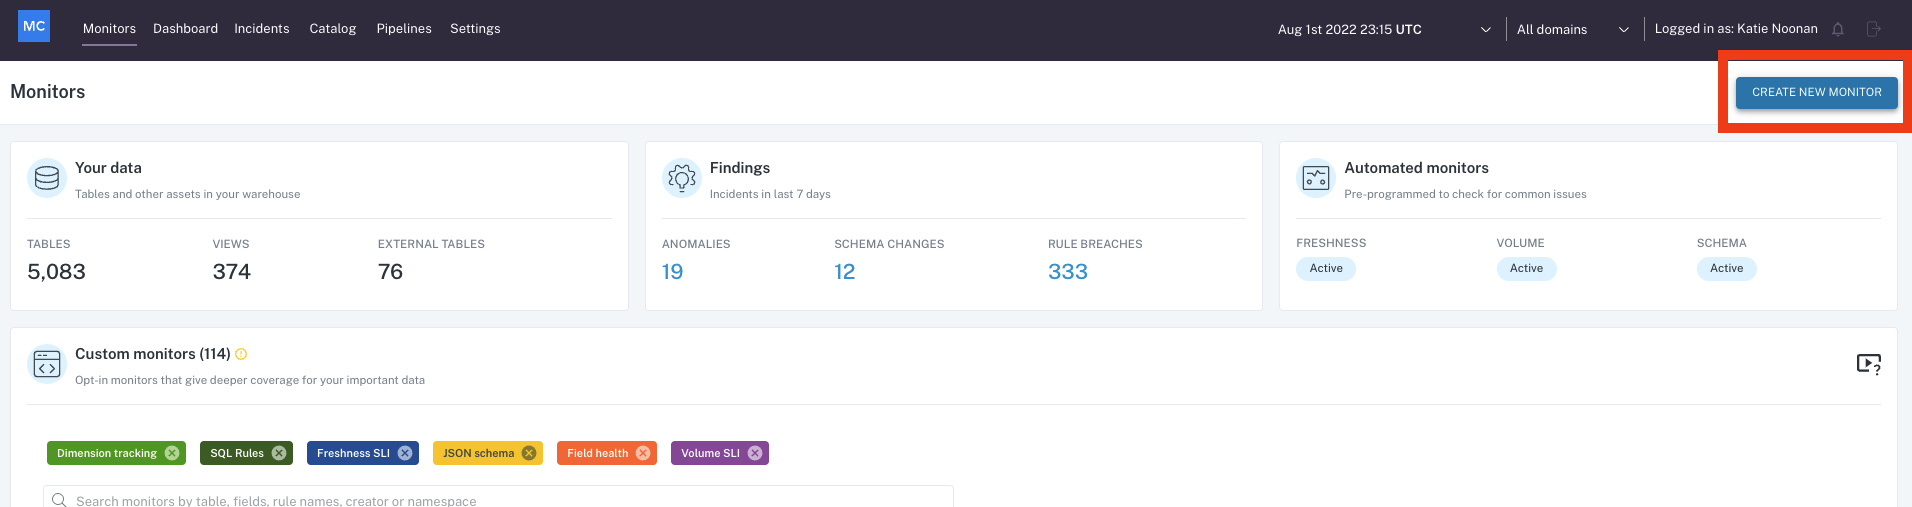 MC Monitors Dashboard Incidents Catalog Pipelines Settings Aug 1st 2022 23:15 UTC All domains Logged in as: Katie Noonan
Monitors CREATE NEW MONITOR
Your data
Tables and other assets in your warehouse
TABLES VIEWS EXTERNAL TABLES
5,083 374 76
Findings
Incidents in last 7 days
ANOMALIES SCHEMA CHANGES RULE BREACHES
19 12 333
Automated monitors
Pre-programmed to check for common issues
FRESHNESS VOLUME SCHEMA
Active Active Active
Custom monitors (114)
Opt-in monitors that give deeper coverage for your important data
Dimension tracking SQL Rules Freshness SLI JSON schema Field health Volume SLI
Search monitors by table, fields, rule names, creator or namespace